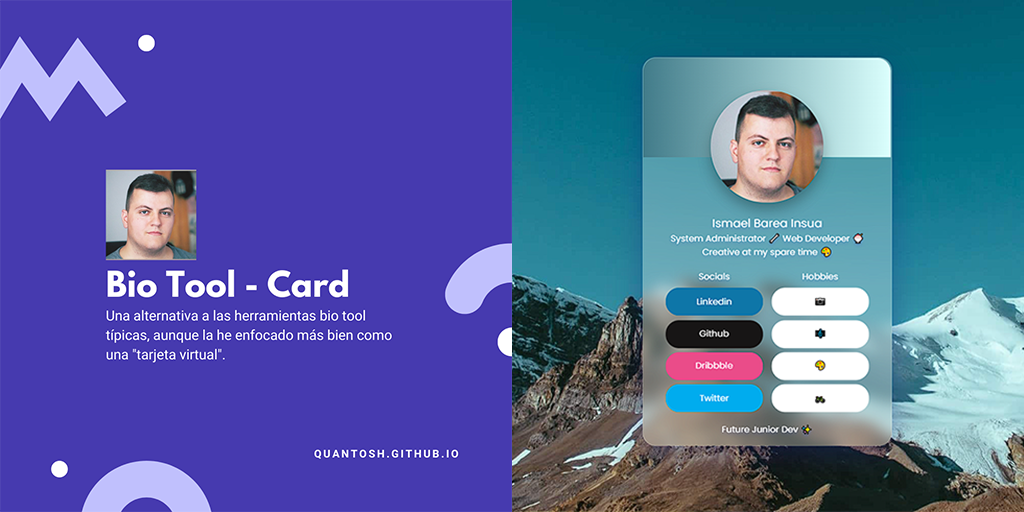 Bio Tool - Card
Una alternativa a las herramientas bio tool
típicas, aunque la he enfocado más bien como
una "tarjeta virtual".
QUANTOSH.GITHUB.IO
Ismael Barea Insua
System Administrator 🖊 Web Developer 👨🏻
Creative at my spare time 🎨
Socials Hobbies
Linkedin
Github
Dribbble
Twitter
Future Junior Dev 🌟